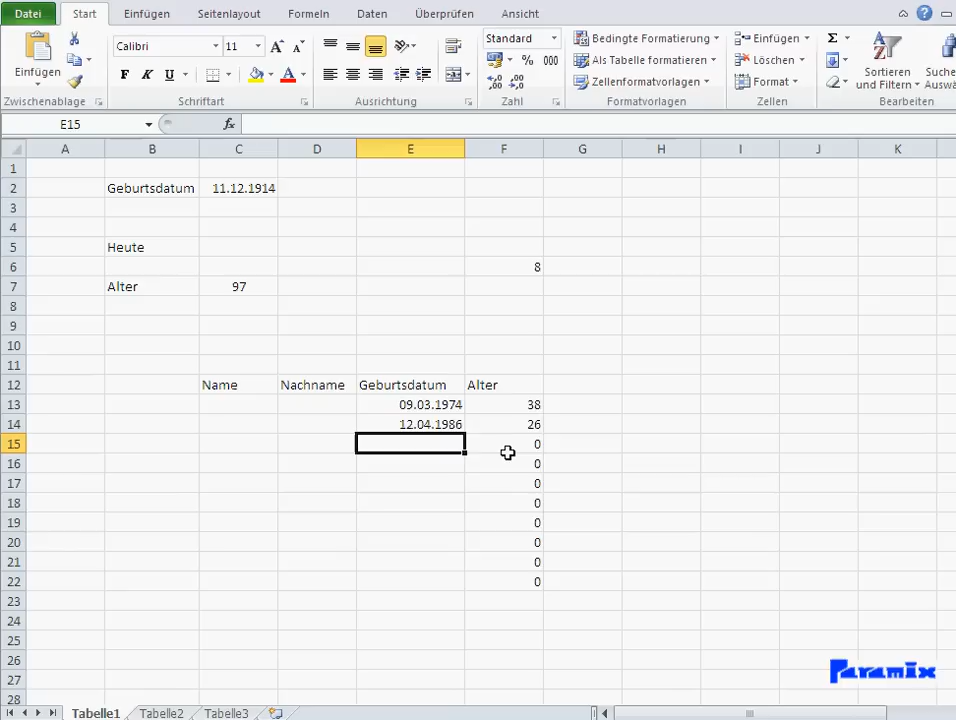 Datei Start Einfügen Seitenlayout Formeln Daten Überprüfen Ansicht
Einfügen
Zwischenablage
Calibri 11
F K U
Schriftart
Ausrichtung
Standard
% 000
Zahl
Bedingte Formatierung
Als Tabelle formatieren
Zellenformatvorlagen
Formatvorlagen
Einfügen
Löschen
Format
Zellen
Σ
Sortieren und Filtern
Bearbeiten
E15 fx
A B C D E F G H I J K
1
2 Geburtsdatum 11.12.1914
3
4
5 Heute
6 8
7 Alter 97
8
9
10
11
12 Name Nachname Geburtsdatum Alter
13 09.03.1974 38
14 12.04.1986 26
15 0
16 0
17 0
18 0
19 0
20 0
21 0
22 0
23
24
25
26
27
28
Paramix
Tabelle1 Tabelle2 Tabelle3